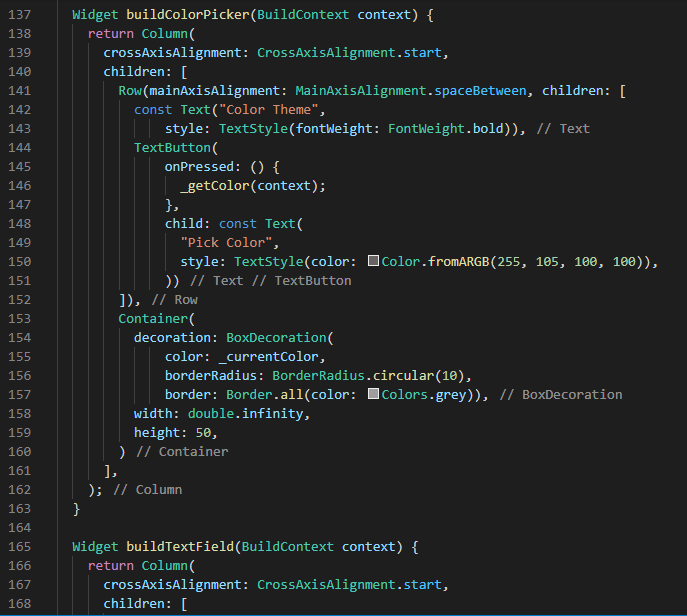 137 Widget buildColorPicker(BuildContext context) {
138 return Column(
139 crossAxisAlignment: CrossAxisAlignment.start,
140 children: [
141 Row(mainAxisAlignment: MainAxisAlignment.spaceBetween, children: [
142 const Text("Color Theme",
143 style: TextStyle(fontWeight: FontWeight.bold)), // Text
144 TextButton(
145 onPressed: () {
146 _getColor(context);
147 },
148 child: const Text(
149 "Pick Color",
150 style: TextStyle(color: Color.fromARGB(255, 105, 100, 100)),
151 )) // Text // TextButton
152 ]), // Row
153 Container(
154 decoration: BoxDecoration(
155 color: _currentColor,
156 borderRadius: BorderRadius.circular(10),
157 border: Border.all(color: Colors.grey)), // BoxDecoration
158 width: double.infinity,
159 height: 50,
160 ) // Container
161 ],
162 ); // Column
163 }
164
165 Widget buildTextField(BuildContext context) {
166 return Column(
167 crossAxisAlignment: CrossAxisAlignment.start,
168 children: [